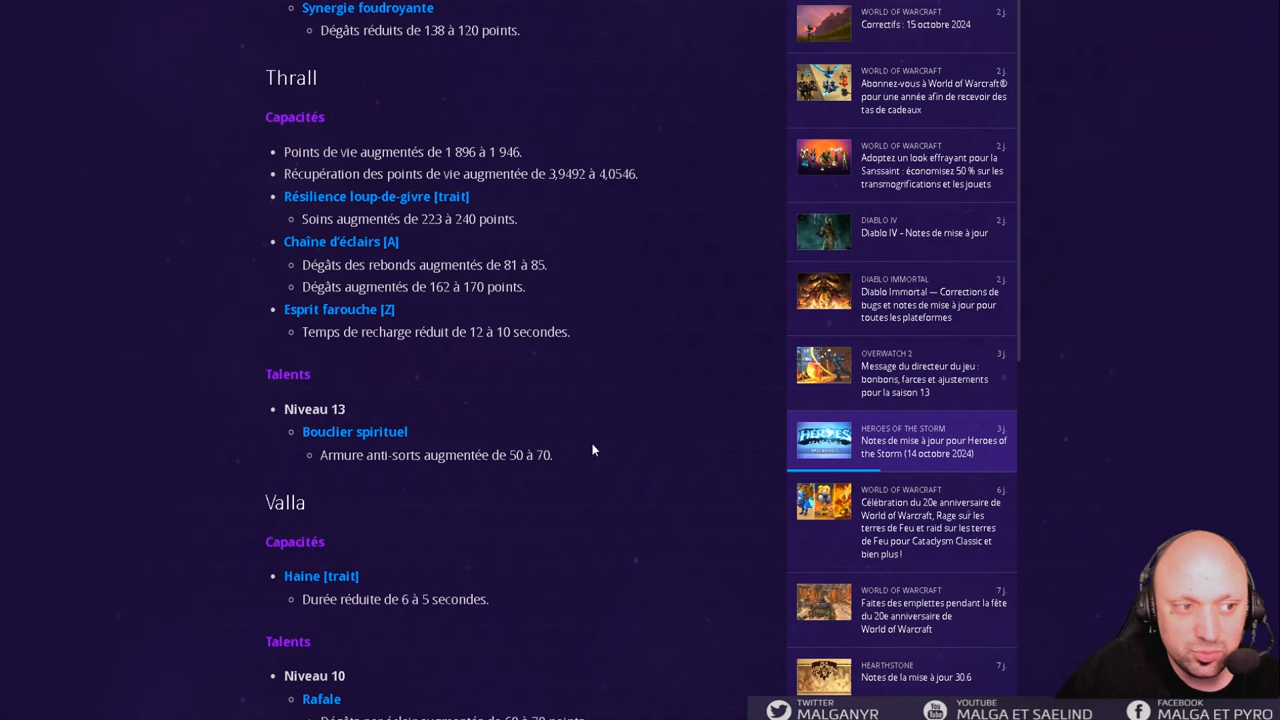 Synergie foudroyante
Dégâts réduits de 138 à 120 points.
Thrall
Capacités
Points de vie augmentés de 1 896 à 1 946.
Récupération des points de vie augmentée de 3,9492 à 4,0546.
Résilience loup-de-givre [trait]
Soins augmentés de 223 à 240 points.
Chaîne d'éclairs [A]
Dégâts des rebonds augmentés de 81 à 85.
Dégâts augmentés de 162 à 170 points.
Esprit farouche [Z]
Temps de recharge réduit de 12 à 10 secondes.
Talents
Niveau 13
Bouclier spirituel
Armure anti-sorts augmentée de 50 à 70.
Valla
Capacités
Haine [trait]
Durée réduite de 6 à 5 secondes.
Talents
Niveau 10
Rafale
Dégâts par éclair augmentés de 60 à 70 points.
WORLD OF WARCRAFT 2 j.
Correctifs : 15 octobre 2024
WORLD OF WARCRAFT 2 j.
Abonnez-vous à World of Warcraft®
pour une année afin de recevoir des
tas de cadeaux
WORLD OF WARCRAFT 2 j.
Adoptez un look effrayant pour la
Sanssaint : économisez 50 % sur les
transmogrifications et les jouets
DIABLO IV 2 j.
Diablo IV – Notes de mise à jour
DIABLO IMMORTAL 2 j.
Diablo Immortal — Corrections de
bugs et notes de mise à jour pour
toutes les plateformes
OVERWATCH 2 3 j.
Message du directeur du jeu :
bonbons, farces et ajustements
pour la saison 13
HEROES OF THE STORM 3 j.
Notes de mise à jour pour Heroes of
the Storm (14 octobre 2024)
WORLD OF WARCRAFT 6 j.
Célébration du 20e anniversaire de
World of Warcraft, Rage sur les
terres de Feu et raid sur les terres
de Feu pour Cataclysm Classic et
bien plus !
WORLD OF WARCRAFT 7 j.
Faites des emplettes pendant la fête
du 20e anniversaire de
World of Warcraft
HEARTHSTONE 7 j.
Notes de la mise à jour 30.6
TWITTER
MALGANYR
YOUTUBE
MALGA ET SAELIND
FACEBOOK
MALGA ET PYRO